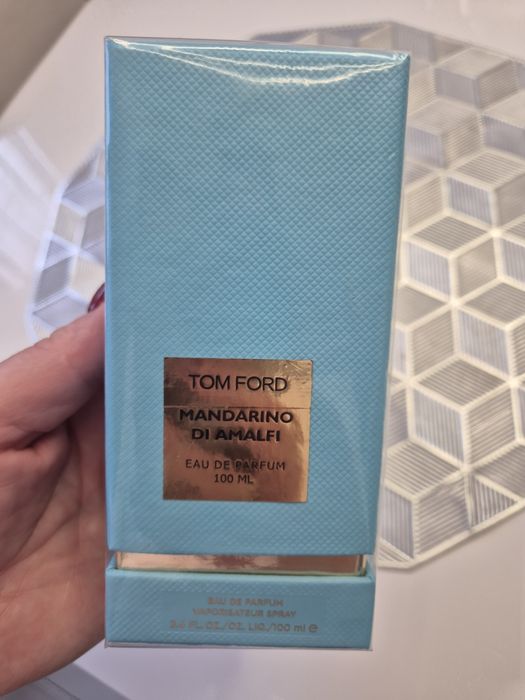 TOM FORD
MANDARINO
DI AMALFI
EAU DE PARFUM
100 ML
EAU DE PARFUM
VAPORISATEUR SPRAY
3.4 FL.OZ./OZ. LIQ./100 ml ℮